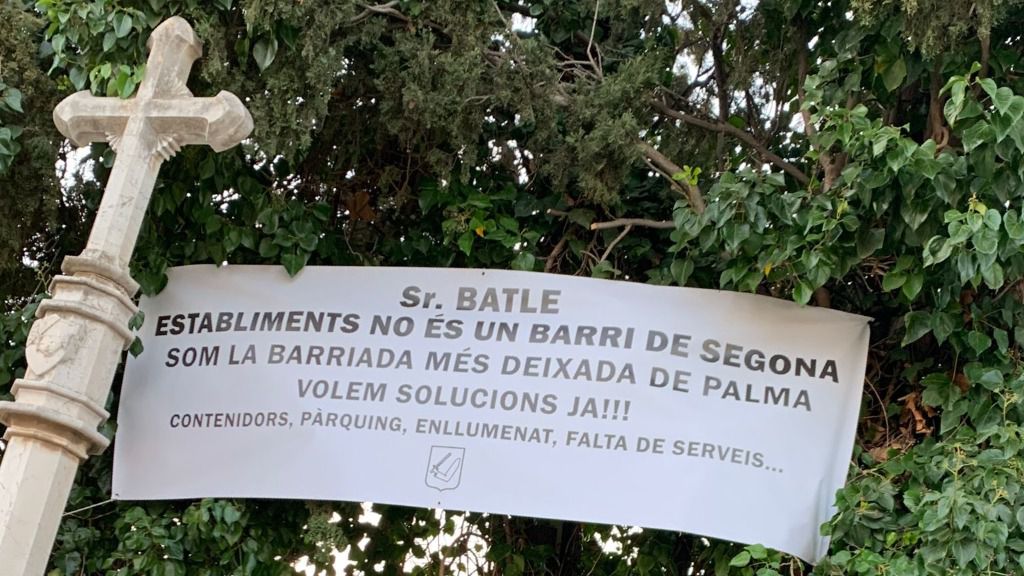 Sr. BATLE
ESTABLIMENTS NO ÉS UN BARRI DE SEGONA
SOM LA BARRIADA MÉS DEIXADA DE PALMA
VOLEM SOLUCIONS JA!!!
CONTENIDORS, PÀRQUING, ENLLUMENAT, FALTA DE SERVEIS...